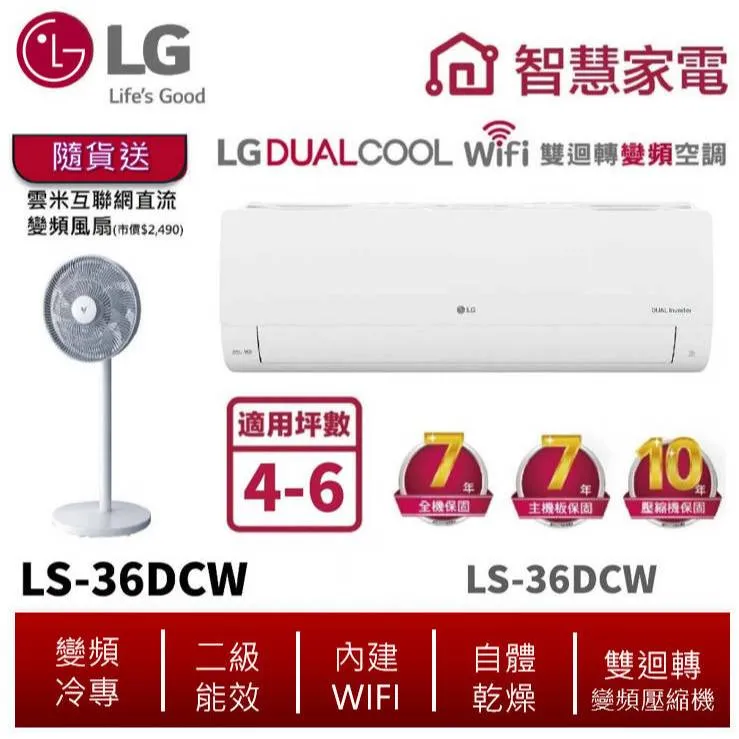 LG
Life's Good
智慧家電
隨貨送
雲米互聯網直流
變頻風扇(市價$2,490)
LG DUALCOOL WiFi 雙迴轉變頻空調
LG
DUAL Inverter
適用坪數
4-6
7年
全機保固
7年
主機板保固
10年
壓縮機保固
LS-36DCW
LS-36DCW
變頻
冷專
二級
能效
內建
WIFI
自體
乾燥
雙迴轉
變頻壓縮機